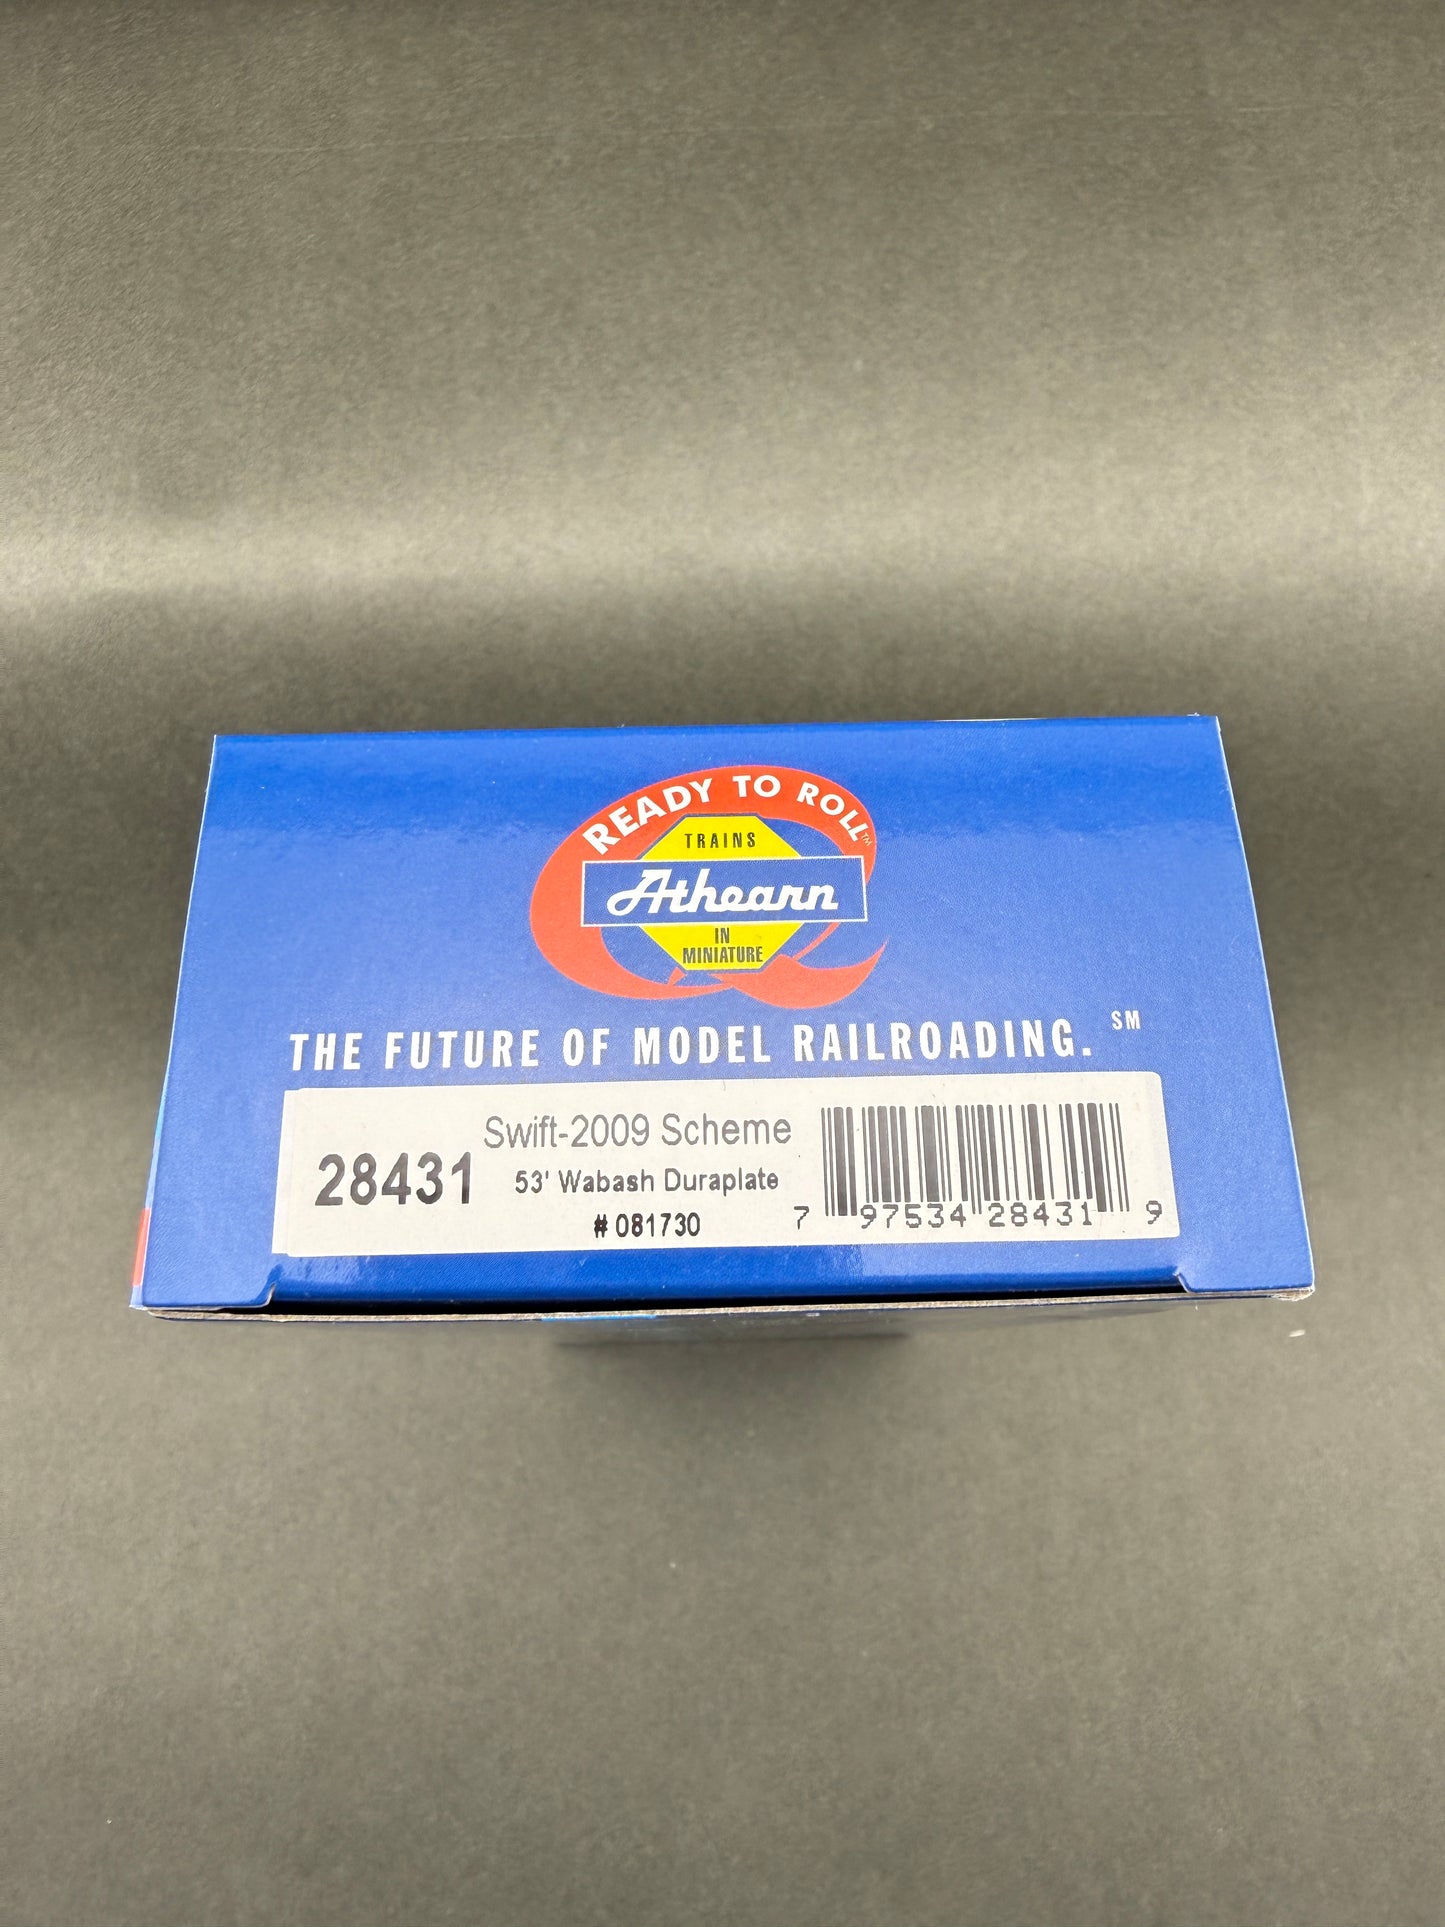 READY TO ROLL™
TRAINS
Athearn
IN
MINIATURE
THE FUTURE OF MODEL RAILROADING. SM
Swift-2009 Scheme
28431
53' Wabash Duraplate
# 081730
7 97534 28431 9